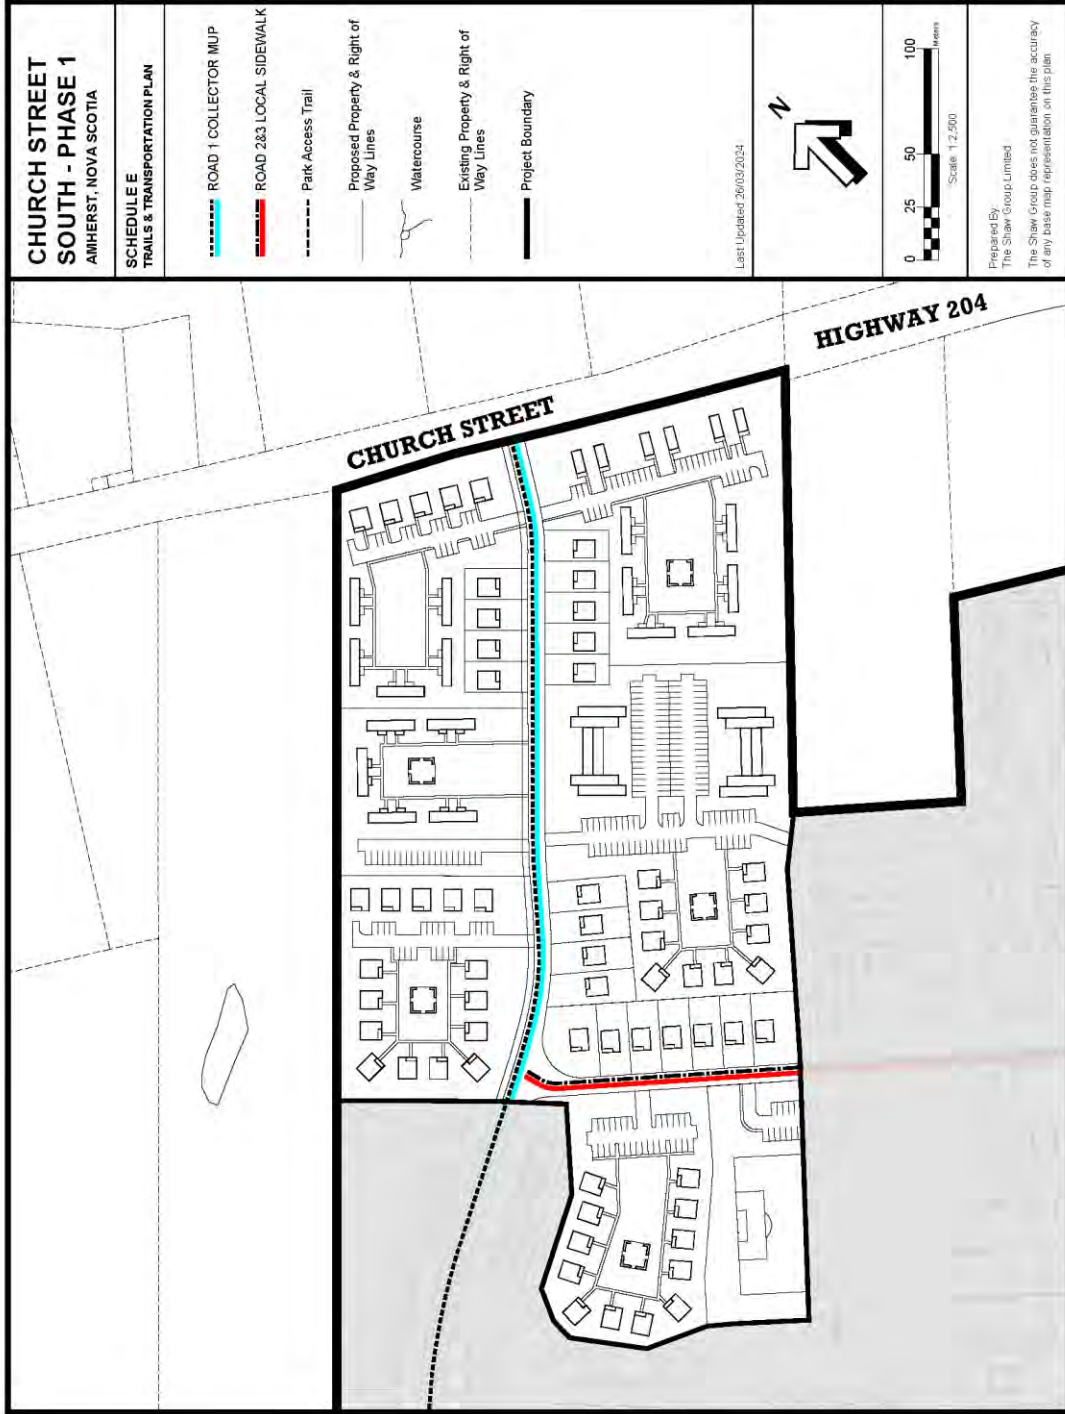 CHURCH STREET
SOUTH - PHASE 1
AMHERST, NOVA SCOTIA
SCHEDULE E
TRAILS & TRANSPORTATION PLAN
ROAD 1 COLLECTOR MUP
ROAD 2&3 LOCAL SIDEWALK
Park Access Trail
Proposed Property & Right of
Way Lines
Watercourse
Existing Property & Right of
Way Lines
Project Boundary
Last Updated 26/03/2024
N
0 25 50 100
Meters
Scale: 1:2,500
Prepared By:
The Shaw Group Limited
The Shaw Group does not guarantee the accuracy
of any base map representation on this plan
CHURCH STREET
HIGHWAY 204